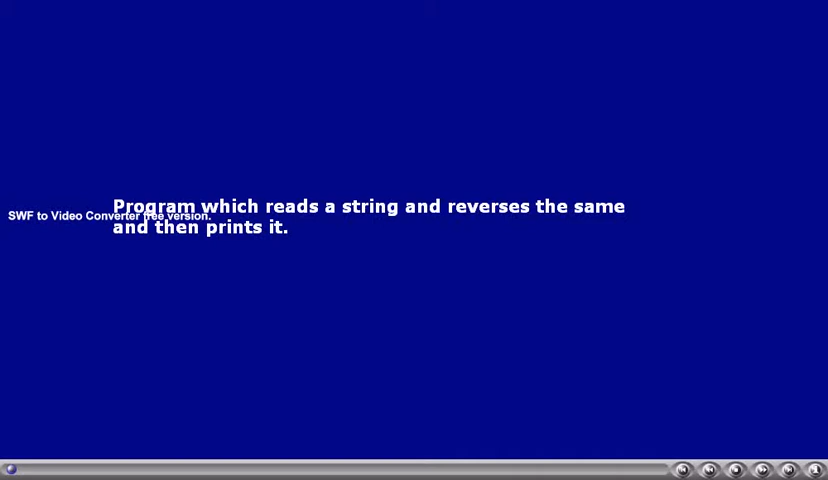 Program which reads a string and reverses the same
SWF to Video Converter free version.
and then prints it.